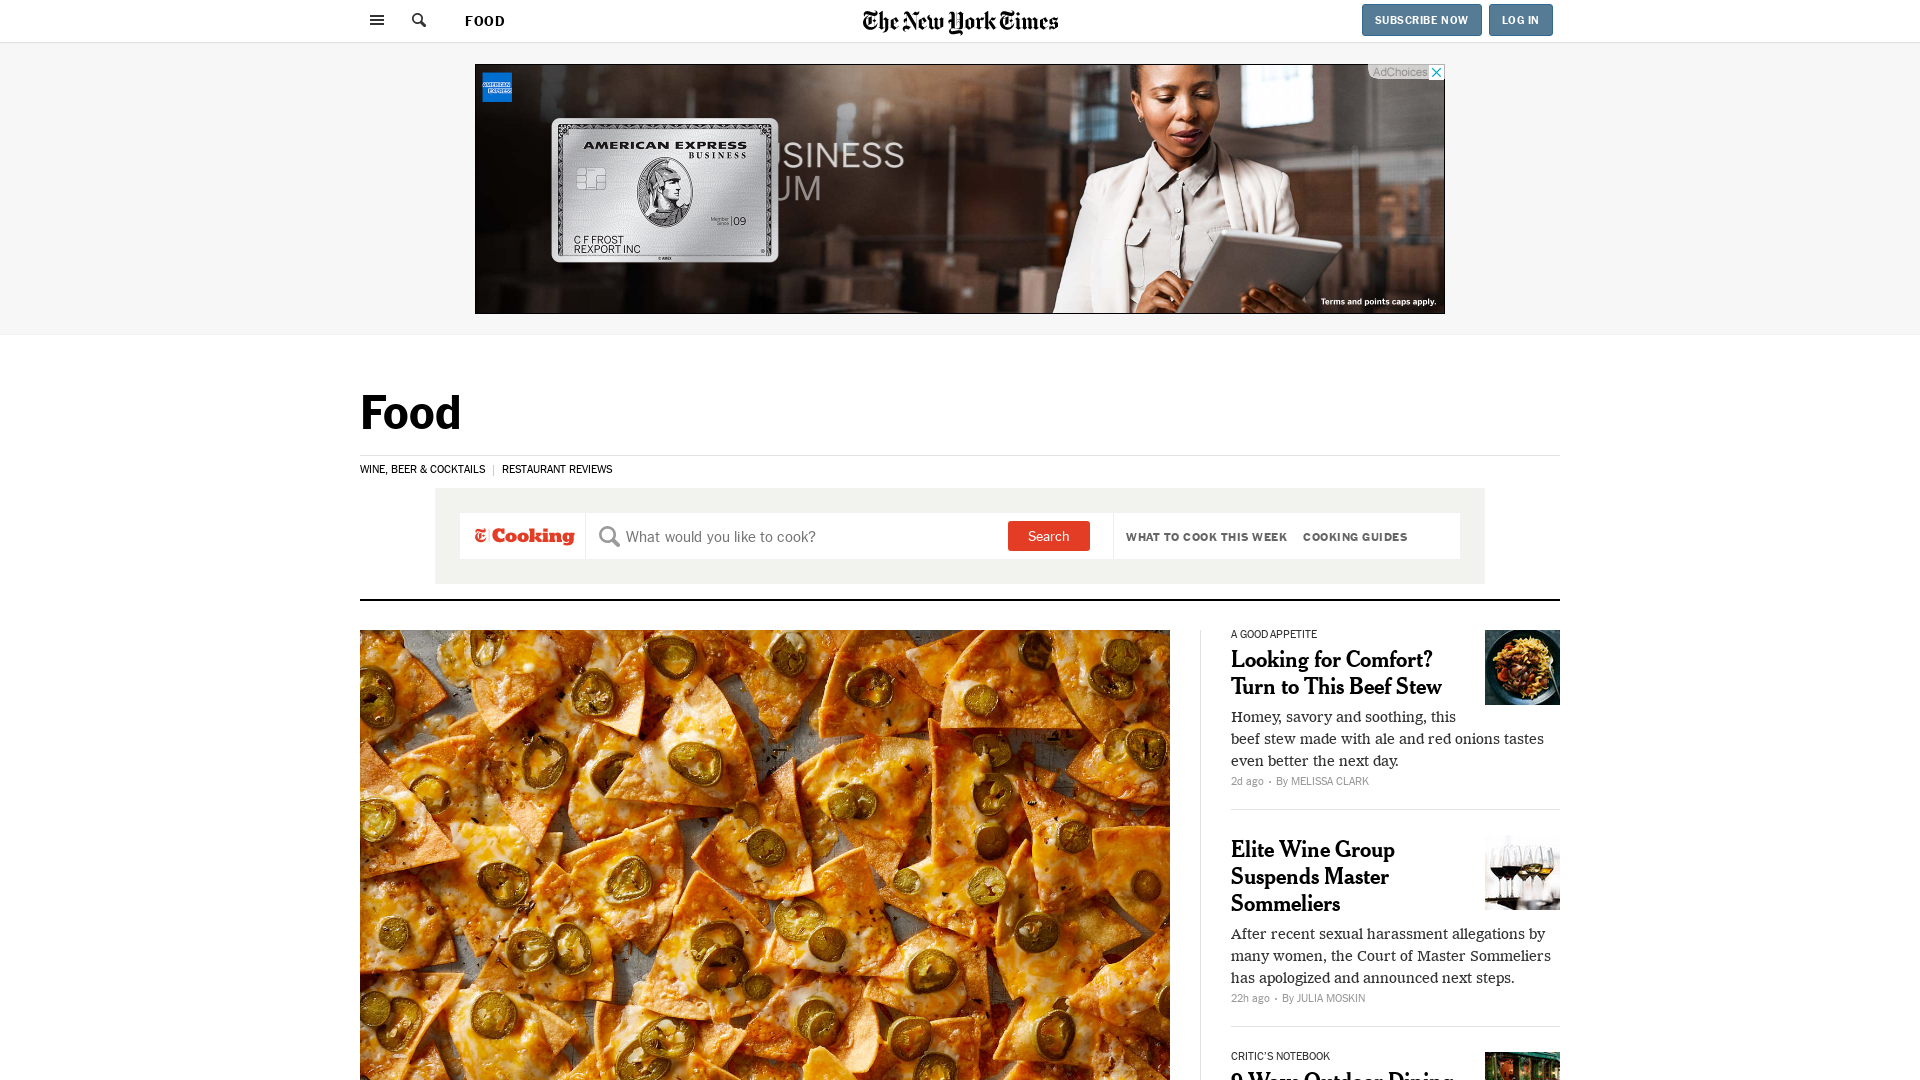 FOOD
The New York Times
SUBSCRIBE NOW
LOG IN
AdChoices
AMERICAN EXPRESS
AMERICAN EXPRESS
BUSINESS
Member Since 09
C F FROST
REXPORT INC
© AMEX
USINESS
UM
Terms and points caps apply.
Food
WINE, BEER & COCKTAILS | RESTAURANT REVIEWS
T Cooking
What would you like to cook?
Search
WHAT TO COOK THIS WEEK
COOKING GUIDES
A GOOD APPETITE
Looking for Comfort?
Turn to This Beef Stew
Homey, savory and soothing, this
beef stew made with ale and red onions tastes
even better the next day.
2d ago • By MELISSA CLARK
Elite Wine Group
Suspends Master
Sommeliers
After recent sexual harassment allegations by
many women, the Court of Master Sommeliers
has apologized and announced next steps.
22h ago • By JULIA MOSKIN
CRITIC'S NOTEBOOK
9 Ways Outdoor Dining